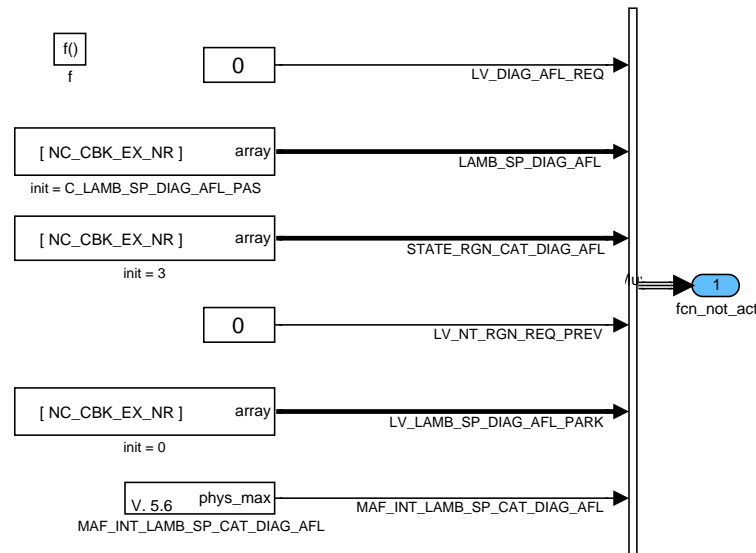 f()
f
0
LV_DIAG_AFL_REQ
[ NC_CBK_EX_NR ] array
LAMB_SP_DIAG_AFL
init = C_LAMB_SP_DIAG_AFL_PAS
[ NC_CBK_EX_NR ] array
STATE_RGN_CAT_DIAG_AFL
init = 3
1
fcn_not_act
0
LV_NT_RGN_REQ_PREV
[ NC_CBK_EX_NR ] array
LV_LAMB_SP_DIAG_AFL_PARK
init = 0
V. 5.6 phys_max
MAF_INT_LAMB_SP_CAT_DIAG_AFL
MAF_INT_LAMB_SP_CAT_DIAG_AFL